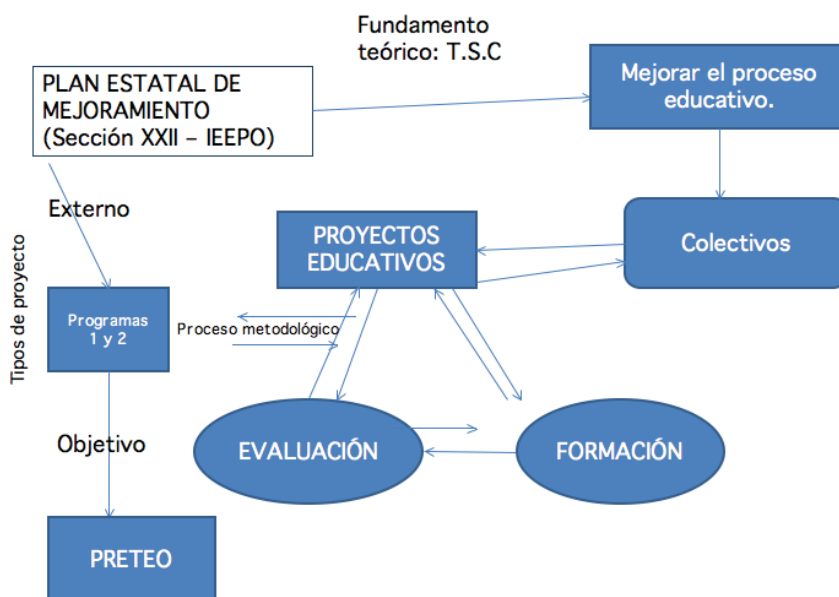 Fundamento
teórico: T.S.C
PLAN ESTATAL DE
MEJORAMIENTO
(Sección XXII – IEEPO)
Mejorar el proceso
educativo.
Externo
PROYECTOS
EDUCATIVOS
Colectivos
Tipos de proyecto
Programas
1 y 2
Proceso metodológico
Objetivo
EVALUACIÓN
FORMACIÓN
PRETEO